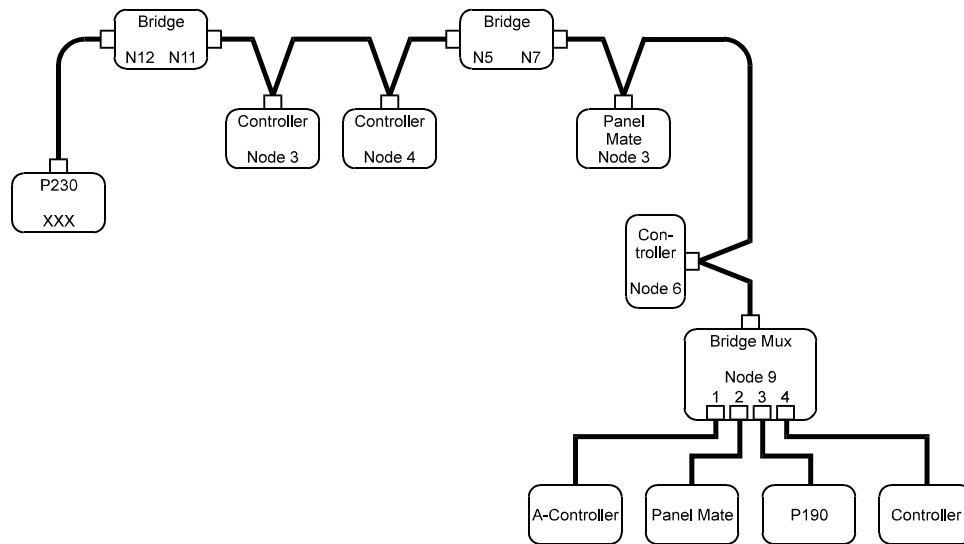 Bridge
N12 N11
Bridge
N5 N7
Controller
Node 3
Controller
Node 4
Panel
Mate
Node 3
P230
XXX
Con-
troller
Node 6
Bridge Mux
Node 9
1 2 3 4
A-Controller
Panel Mate
P190
Controller